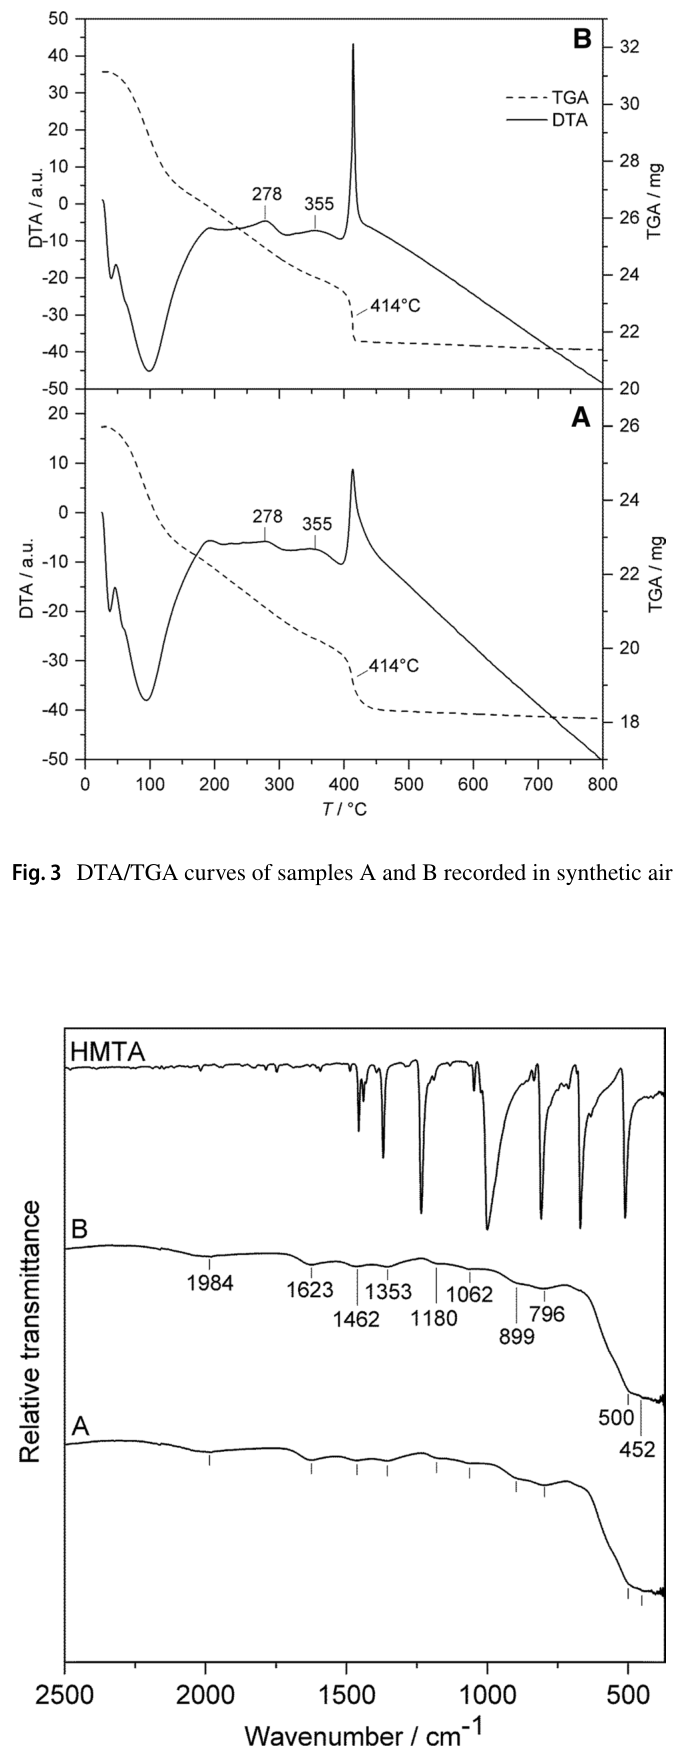 B
TGA
DTA
50
40
30
20
10
0
-10
-20
-30
-40
-50
DTA / a.u.
32
30
28
26
24
22
20
TGA / mg
278
355
414°C
A
20
10
0
-10
-20
-30
-40
-50
DTA / a.u.
26
24
22
20
18
TGA / mg
278
355
414°C
0 100 200 300 400 500 600 700 800
T / °C
Fig. 3 DTA/TGA curves of samples A and B recorded in synthetic air
HMTA
B
1984
1623
1462
1353
1180
1062
899
796
500
452
A
Relative transmittance
2500 2000 1500 1000 500
Wavenumber / cm-1